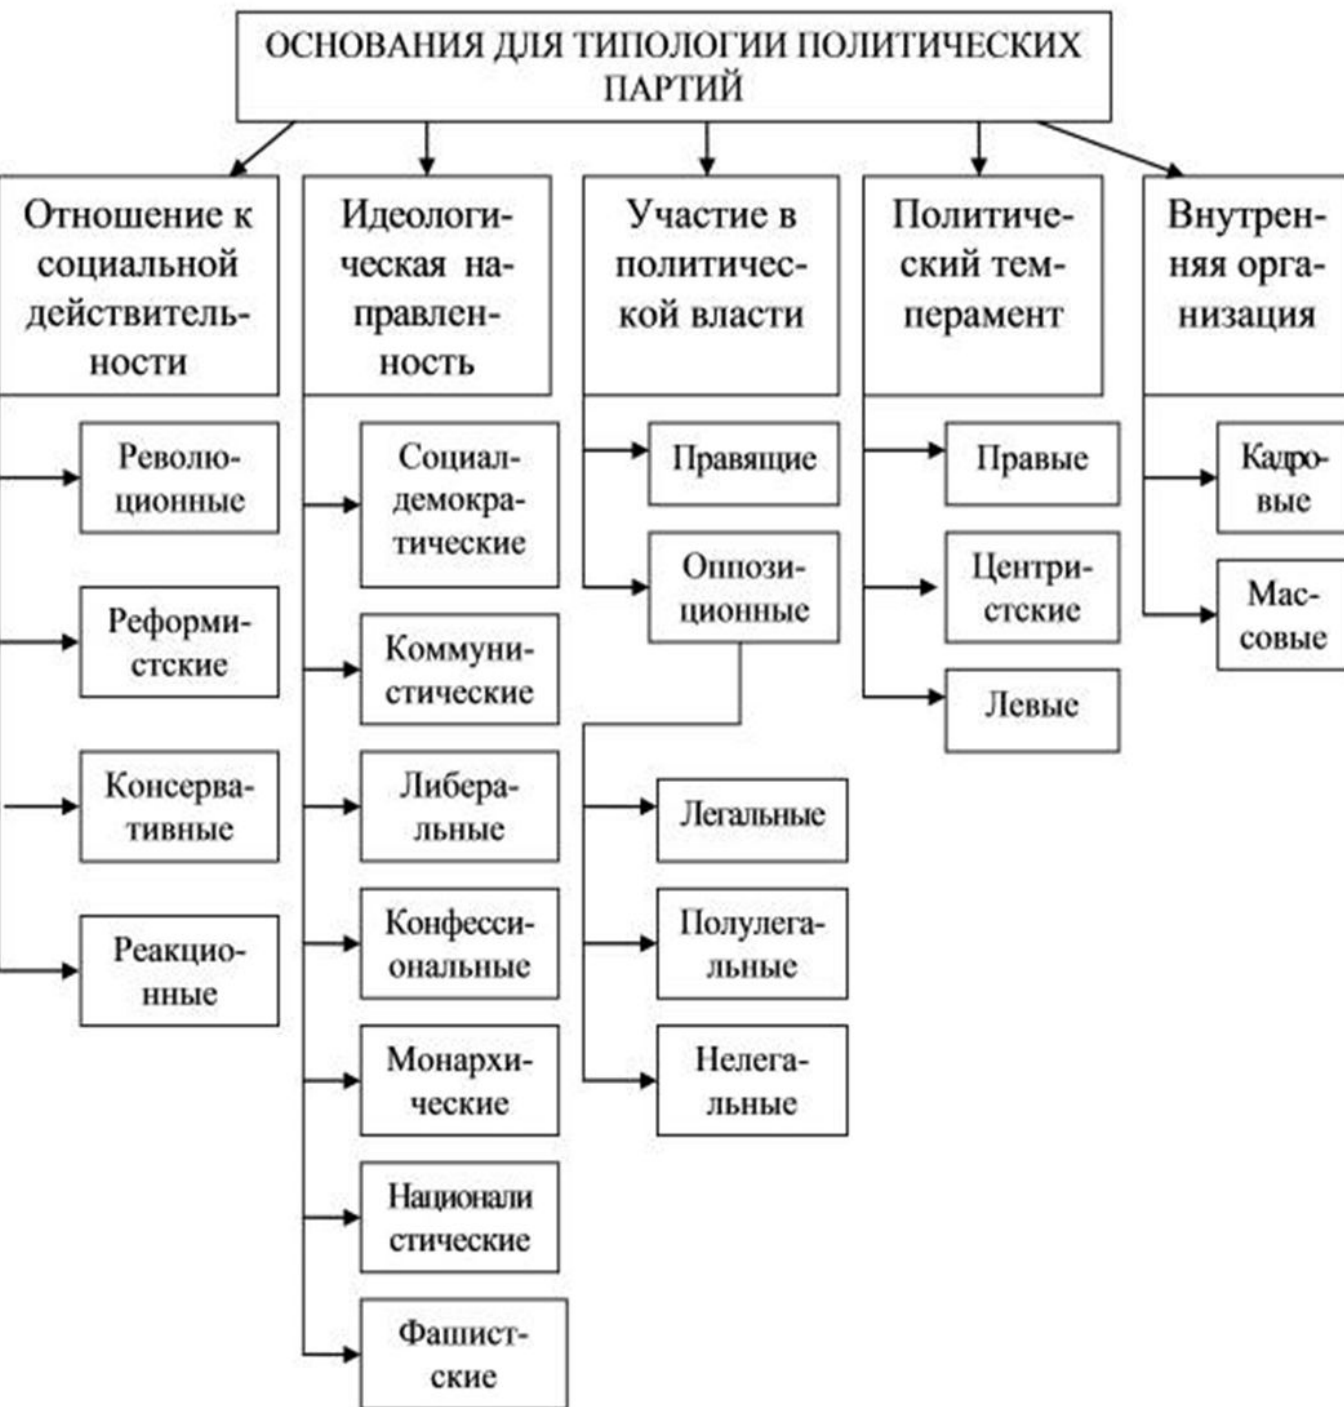 ОСНОВАНИЯ ДЛЯ ТИПОЛОГИИ ПОЛИТИЧЕСКИХ
ПАРТИЙ
Отношение к
социальной
действитель-
ности
Револю-
ционные
Реформи-
стские
Консерва-
тивные
Реакцио-
нные
Идеологи-
ческая на-
правлен-
ность
Социал-
демокра-
тические
Коммуни-
стические
Либера-
льные
Конфесси-
ональные
Монархи-
ческие
Национали
стические
Фашист-
ские
Участие в
политичес-
кой власти
Правящие
Оппози-
ционные
Легальные
Полулега-
льные
Нелега-
льные
Политиче-
ский тем-
перамент
Правые
Центри-
стские
Левые
Внутрен-
няя орга-
низация
Кадро-
вые
Мас-
совые